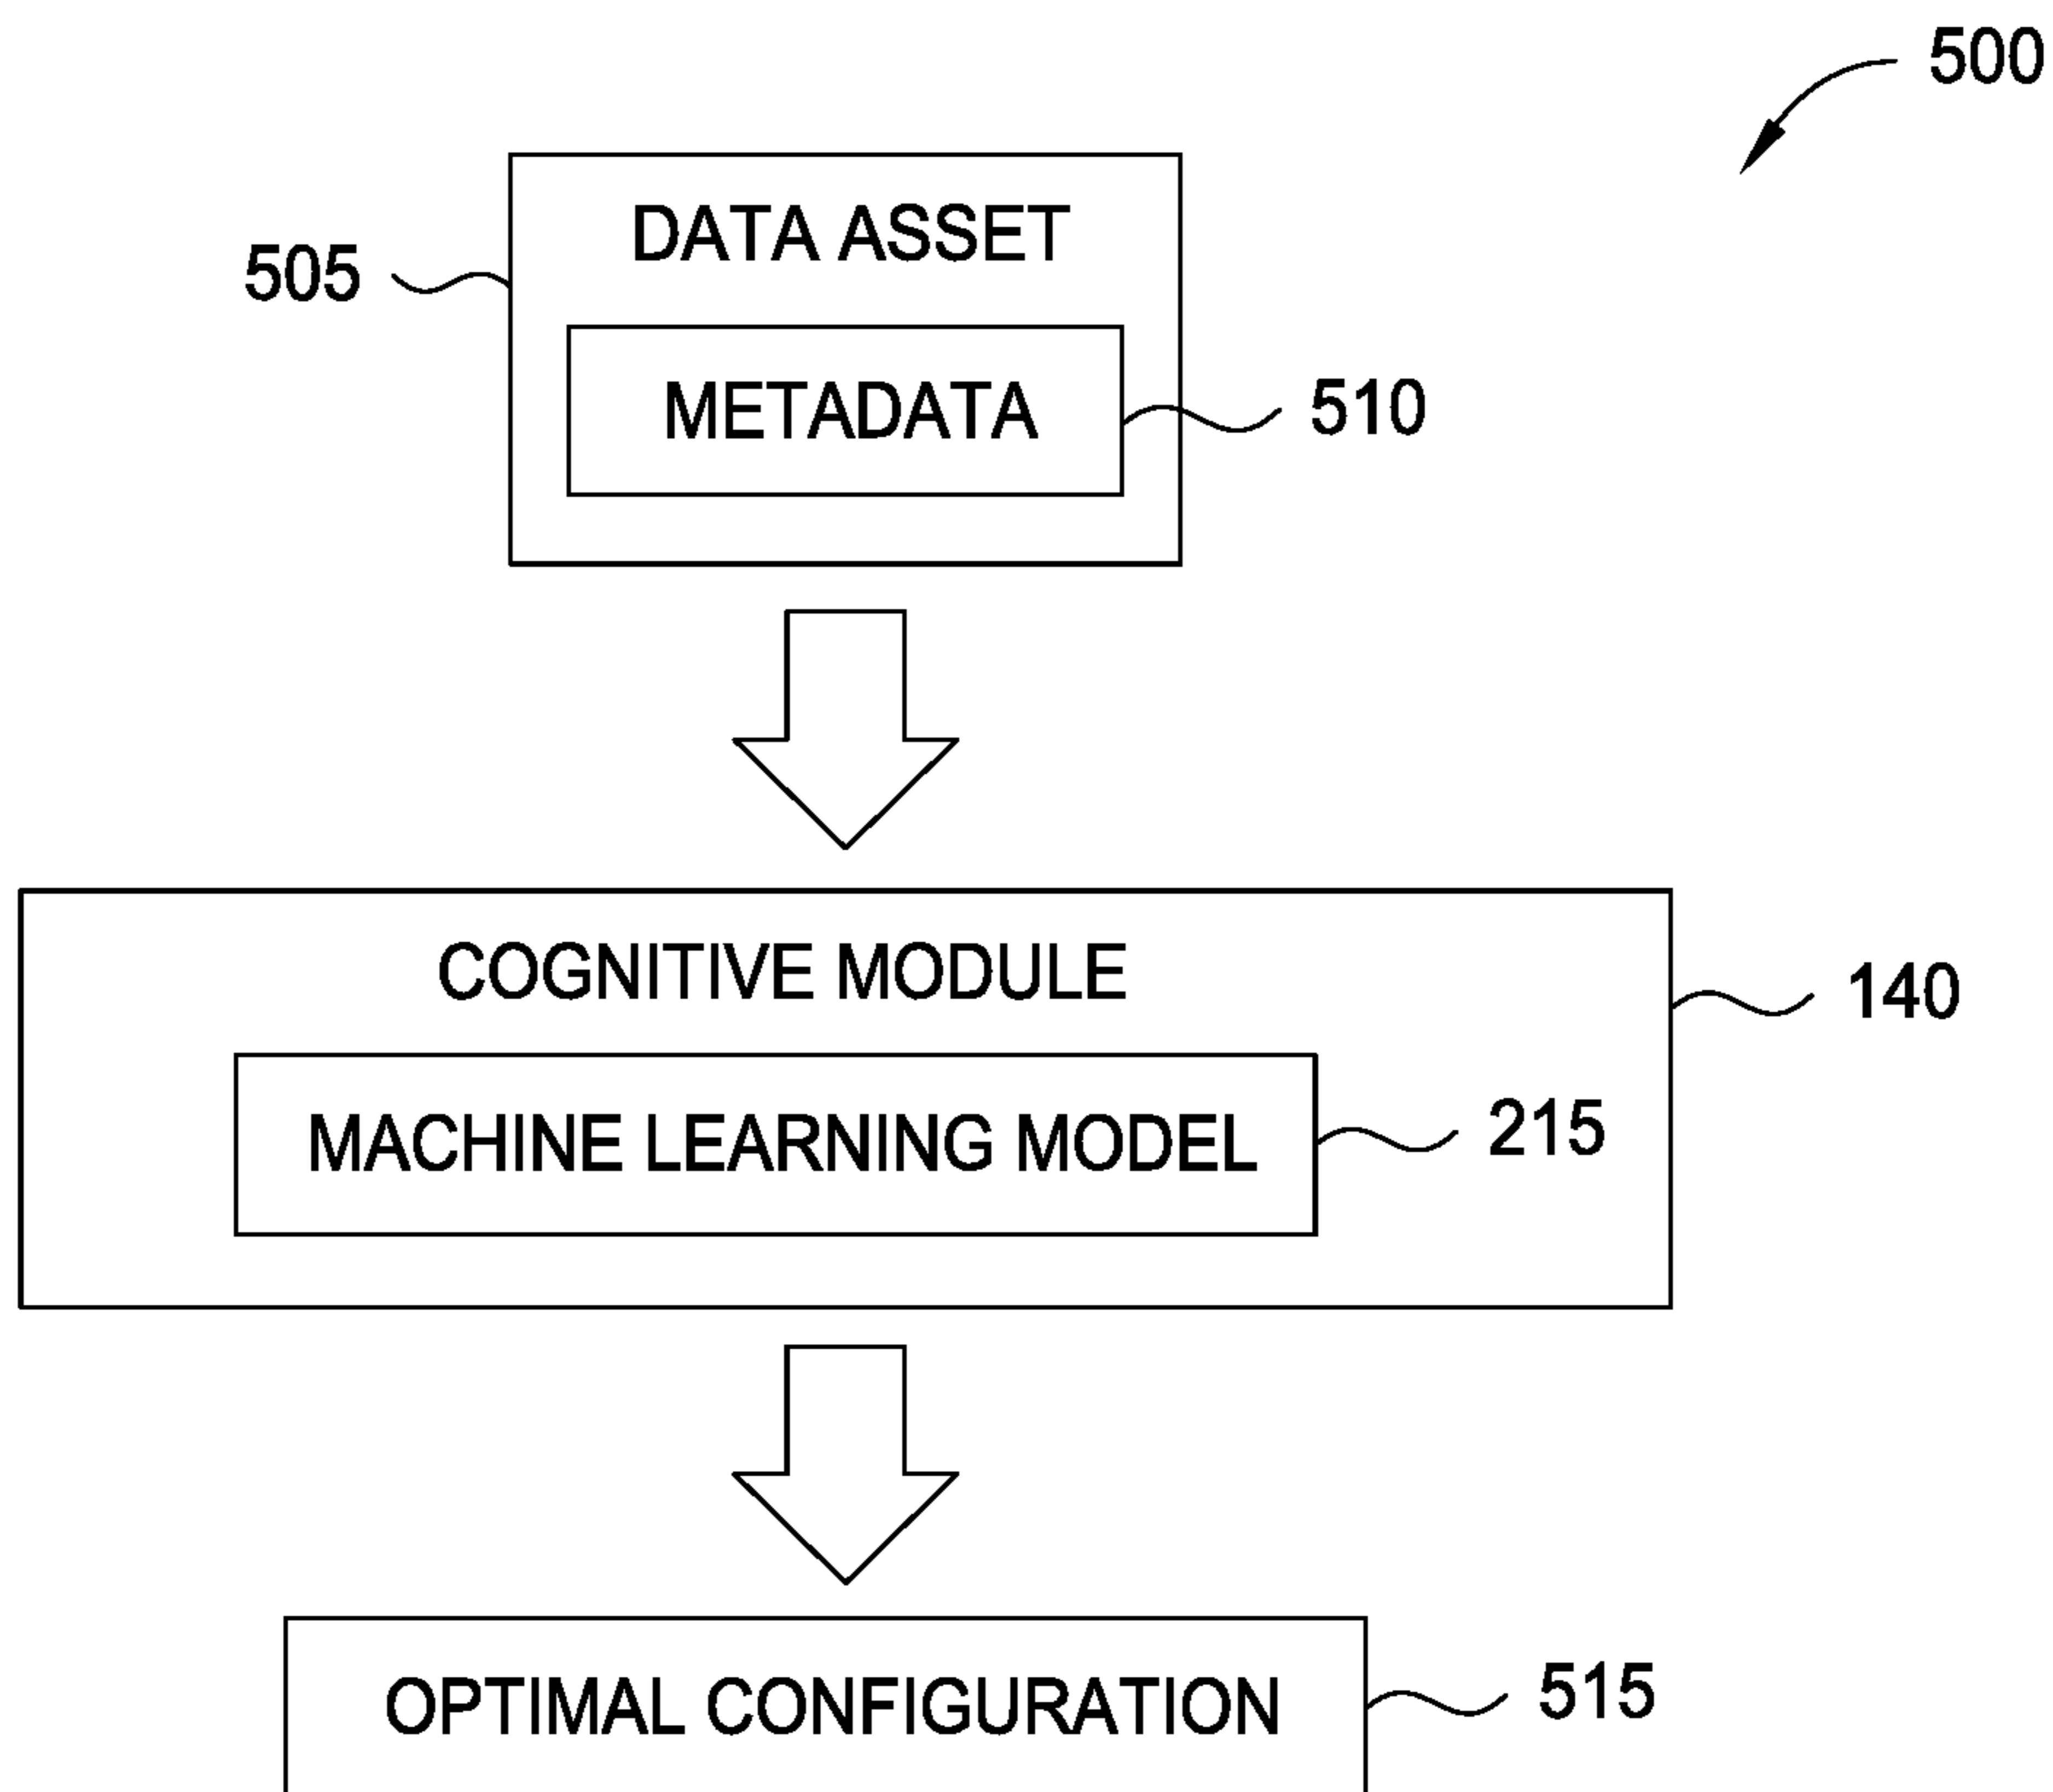 500
DATA ASSET
505
METADATA
510
COGNITIVE MODULE
140
MACHINE LEARNING MODEL
215
OPTIMAL CONFIGURATION
515